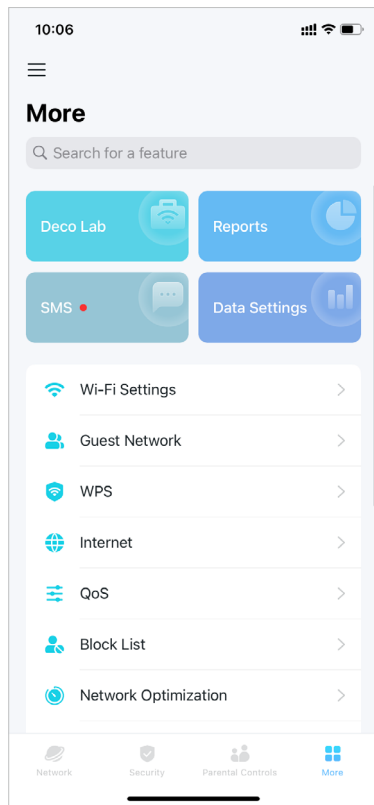 10:06
More
Search for a feature
Deco Lab
Reports
SMS
Data Settings
Wi-Fi Settings
Guest Network
WPS
Internet
QoS
Block List
Network Optimization
Network Security Parental Controls More